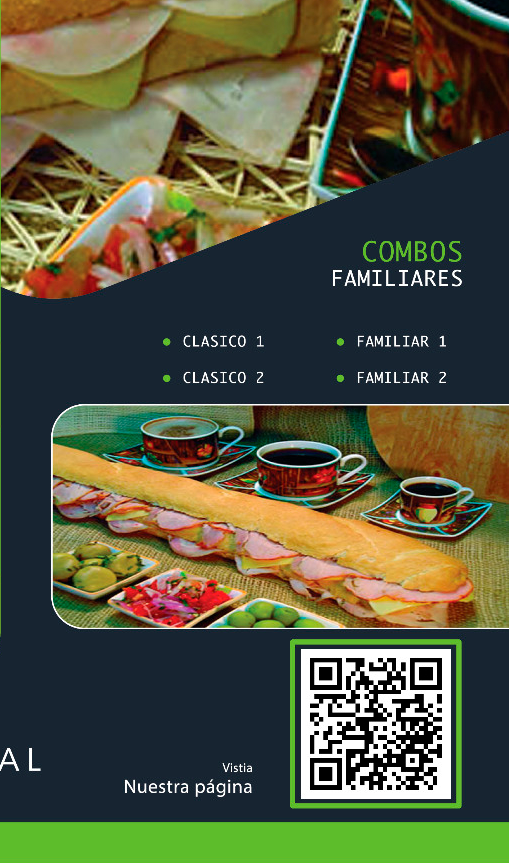 COMBOS
FAMILIARES
CLASICO 1
FAMILIAR 1
CLASICO 2
FAMILIAR 2
AL
Vistia
Nuestra página